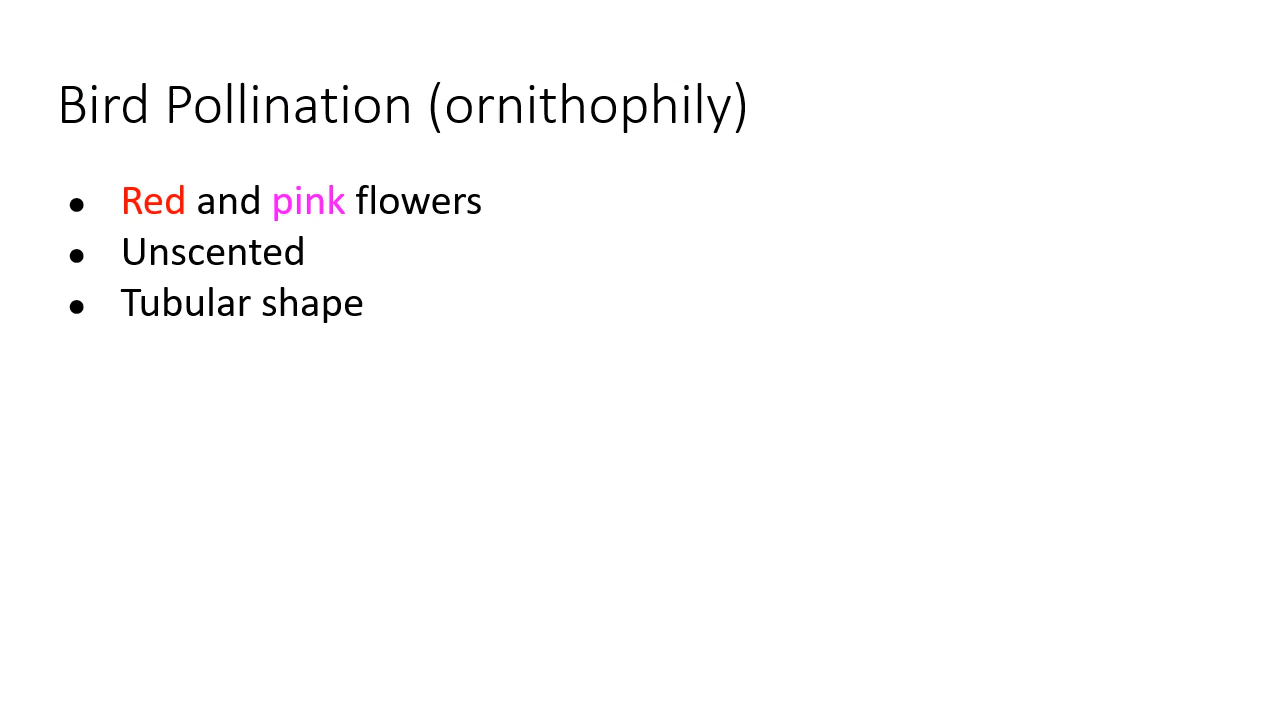 Bird Pollination (ornithophily)
● Red and pink flowers
● Unscented
● Tubular shape